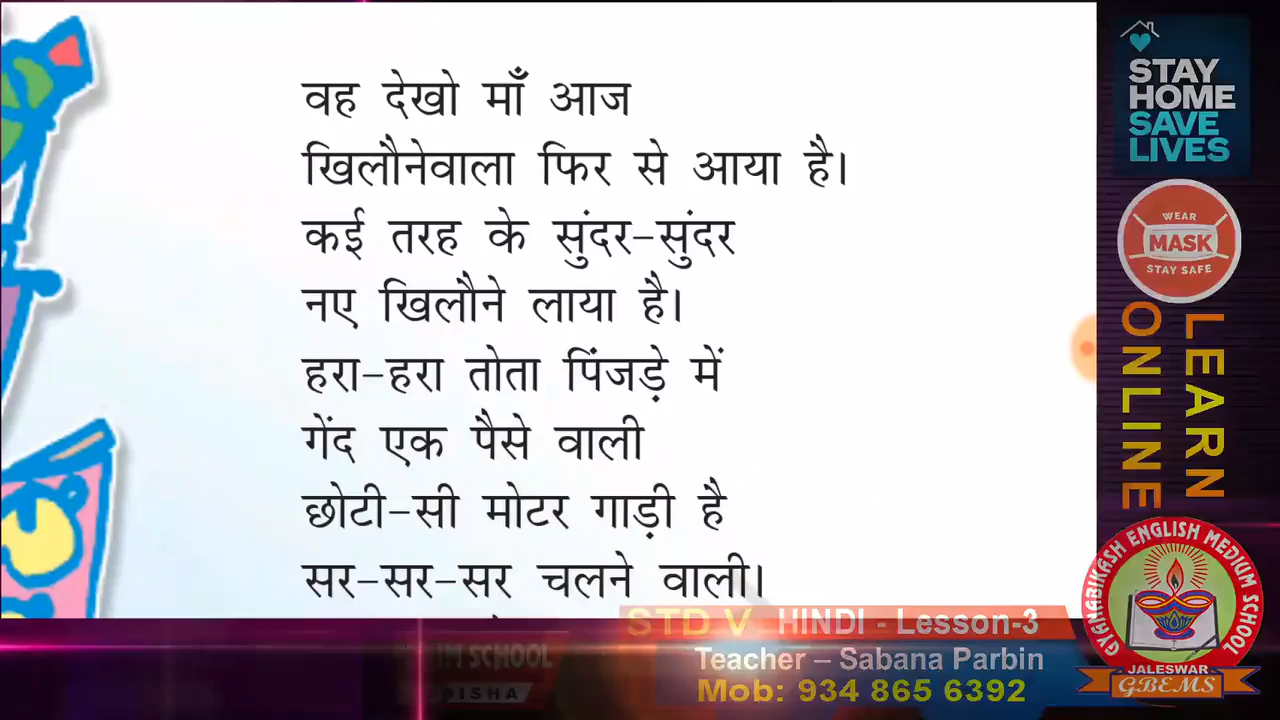 वह देखो माँ आज
खिलौनेवाला फिर से आया है।
कई तरह के सुंदर-सुंदर
नए खिलौने लाया है।
हरा-हरा तोता पिंजड़े में
गेंद एक पैसे वाली
छोटी-सी मोटर गाड़ी है
सर-सर-सर चलने वाली।
STAY
HOME
SAVE
LIVES
WEAR
MASK
STAY SAFE
LEARN
ONLINE
GYANGBIKASH ENGLISH MEDIUM SCHOOL
JALESWAR
GBEMS
STD V HINDI - Lesson-3
Teacher – Sabana Parbin
Mob: 934 865 6392
SCHOOL